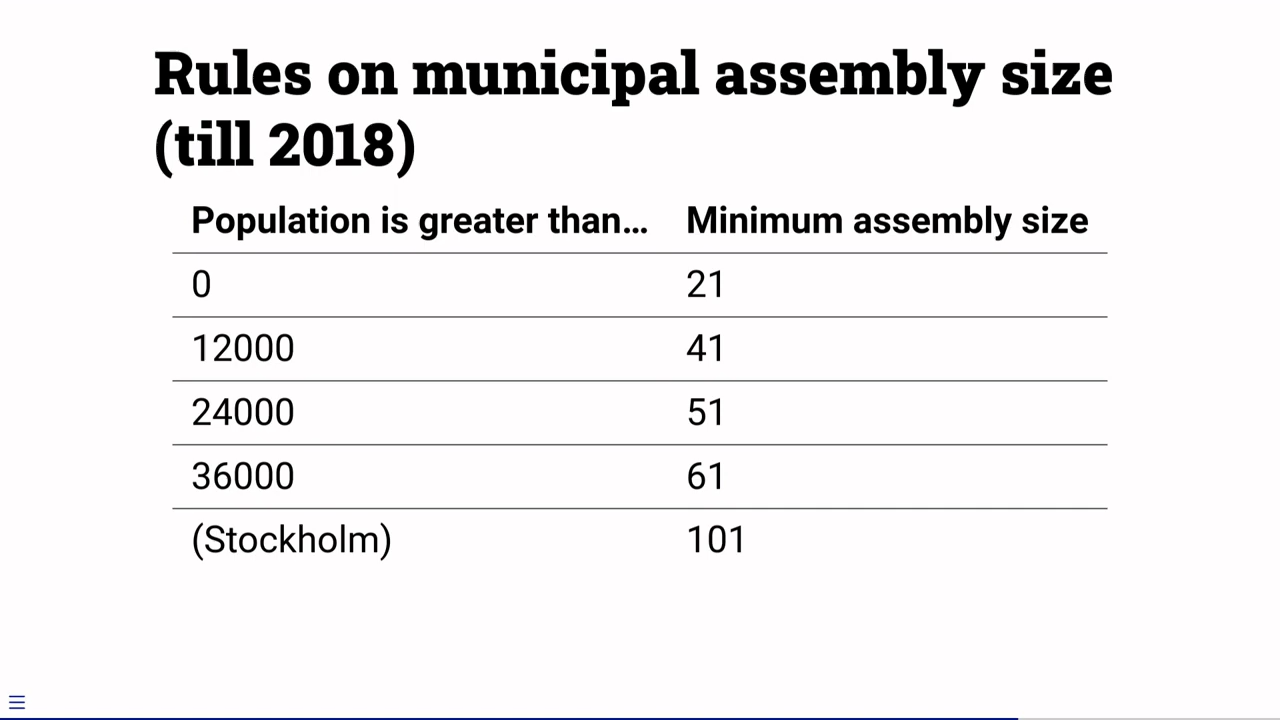 Rules on municipal assembly size
(till 2018)
Population is greater than... Minimum assembly size
0 21
12000 41
24000 51
36000 61
(Stockholm) 101